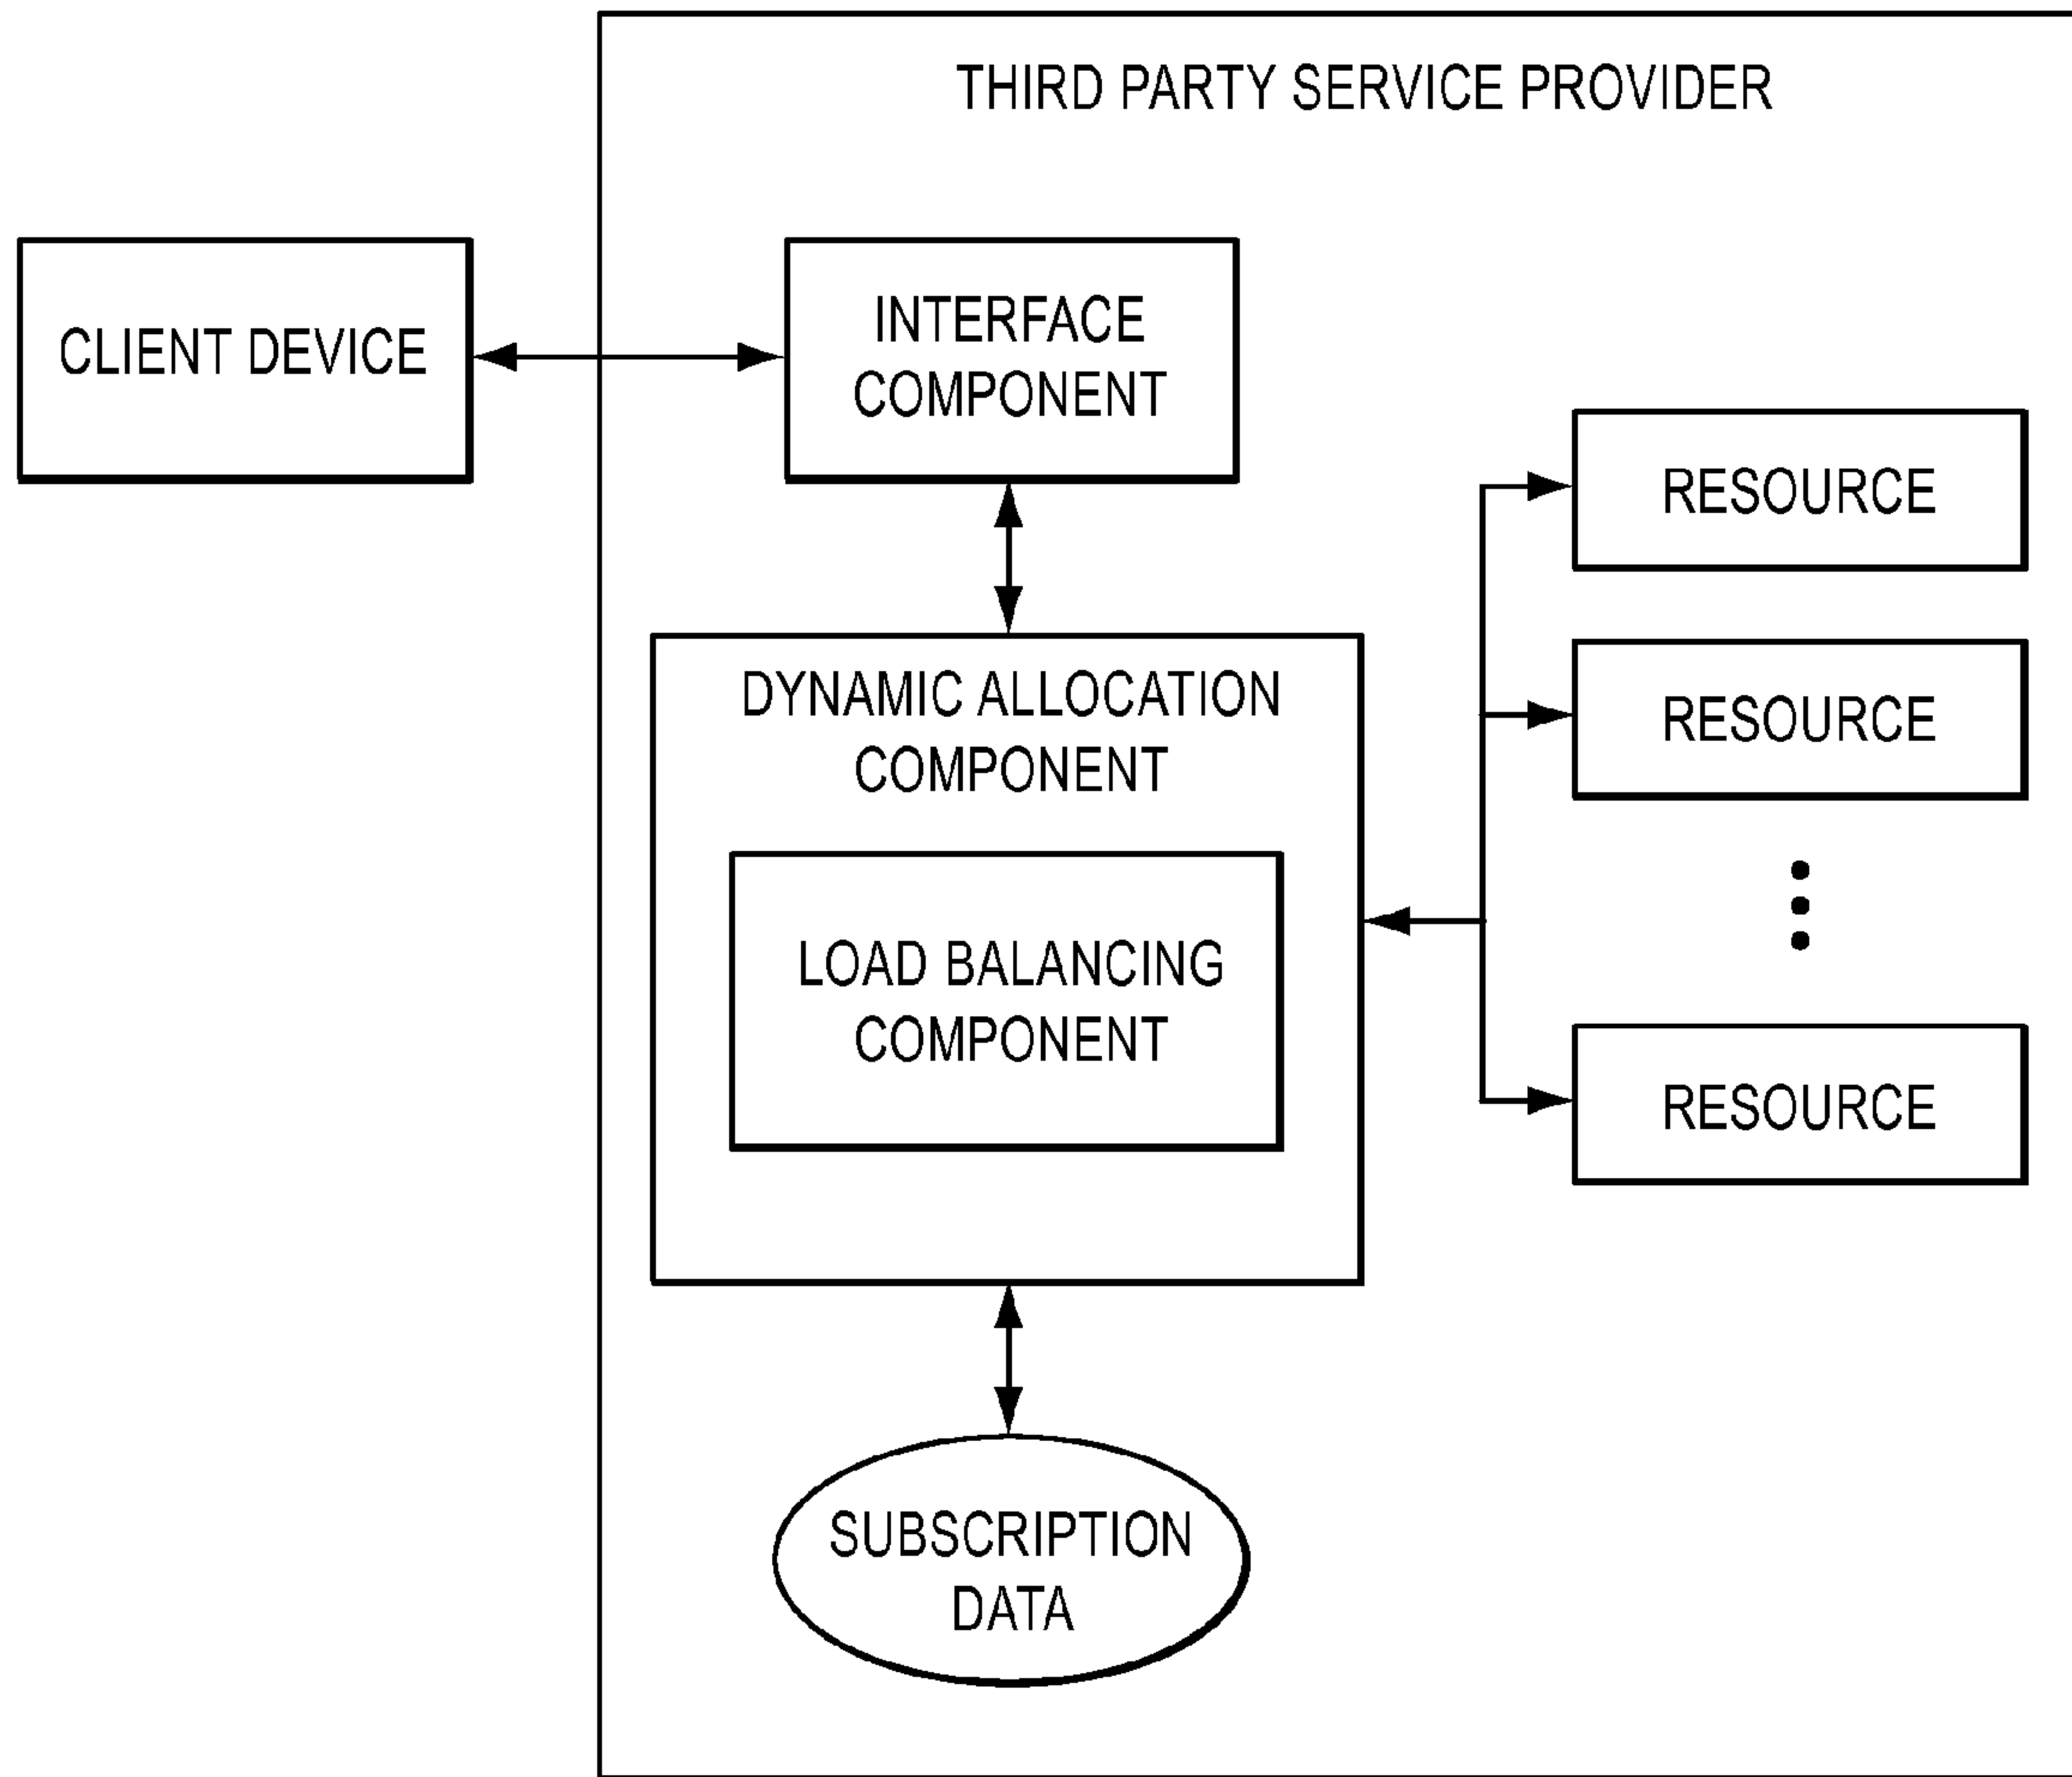 THIRD PARTY SERVICE PROVIDER
CLIENT DEVICE
INTERFACE
COMPONENT
RESOURCE
DYNAMIC ALLOCATION
COMPONENT
RESOURCE
LOAD BALANCING
COMPONENT
RESOURCE
SUBSCRIPTION
DATA